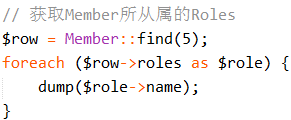 // 获取Member所从属的Roles
$row = Member::find(5);
foreach ($row->roles as $role) {
    dump($role->name);
}